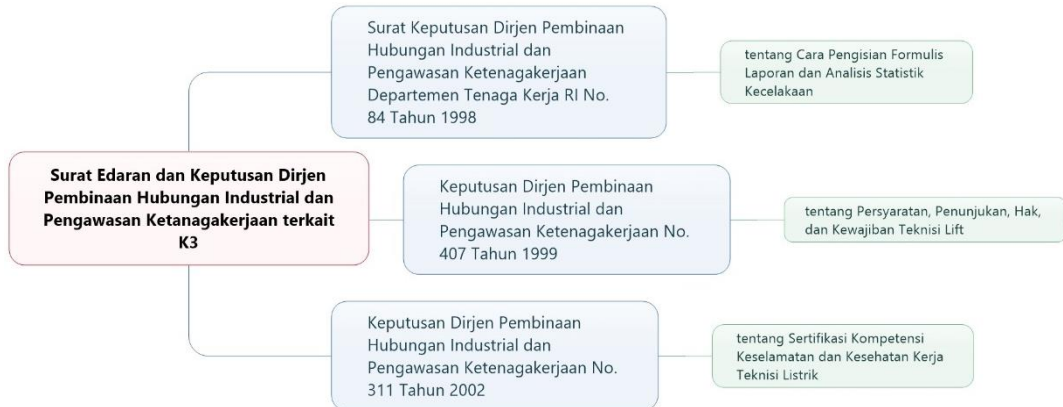 Surat Keputusan Dirjen Pembinaan
Hubungan Industrial dan
Pengawasan Ketenagakerjaan
Departemen Tenaga Kerja RI No.
84 Tahun 1998
tentang Cara Pengisian Formulis
Laporan dan Analisis Statistik
Kecelakaan
Surat Edaran dan Keputusan Dirjen
Pembinaan Hubungan Industrial dan
Pengawasan Ketanagakerjaan terkait
K3
Keputusan Dirjen Pembinaan
Hubungan Industrial dan
Pengawasan Ketenagakerjaan No.
407 Tahun 1999
tentang Persyaratan, Penunjukan, Hak,
dan Kewajiban Teknisi Lift
Keputusan Dirjen Pembinaan
Hubungan Industrial dan
Pengawasan Ketenagakerjaan No.
311 Tahun 2002
tentang Sertifikasi Kompetensi
Keselamatan dan Kesehatan Kerja
Teknisi Listrik